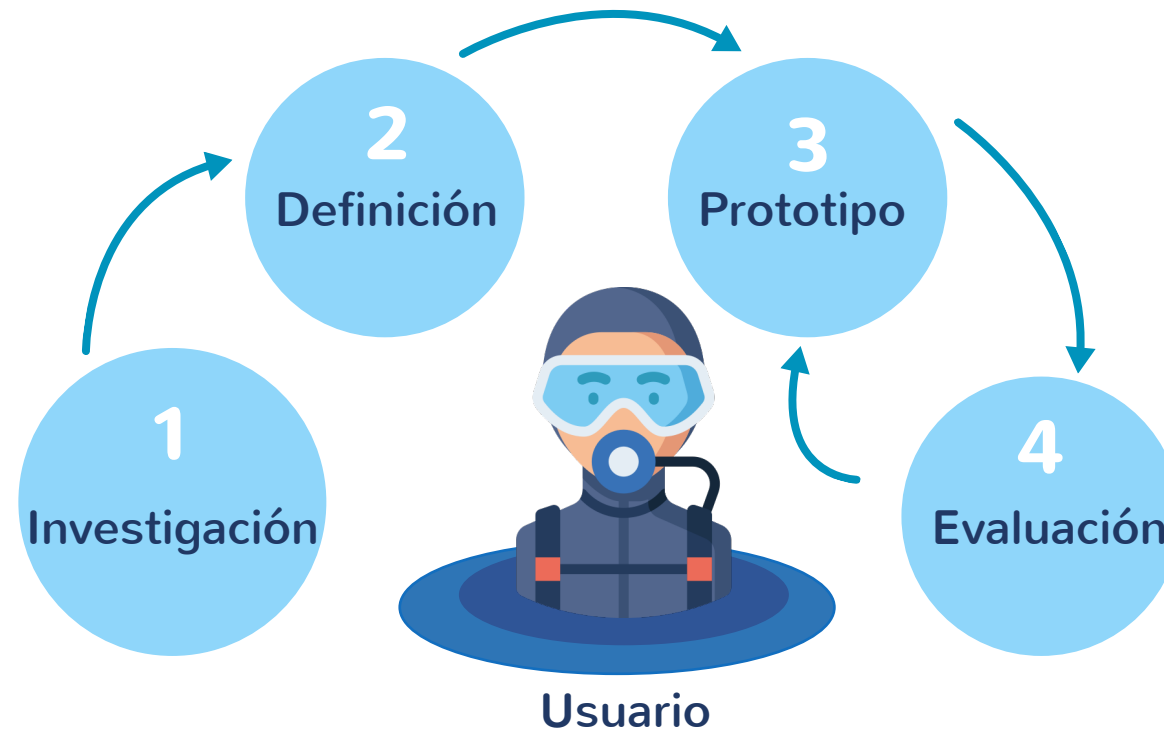 1
Investigación
2
Definición
3
Prototipo
4
Evaluación
Usuario